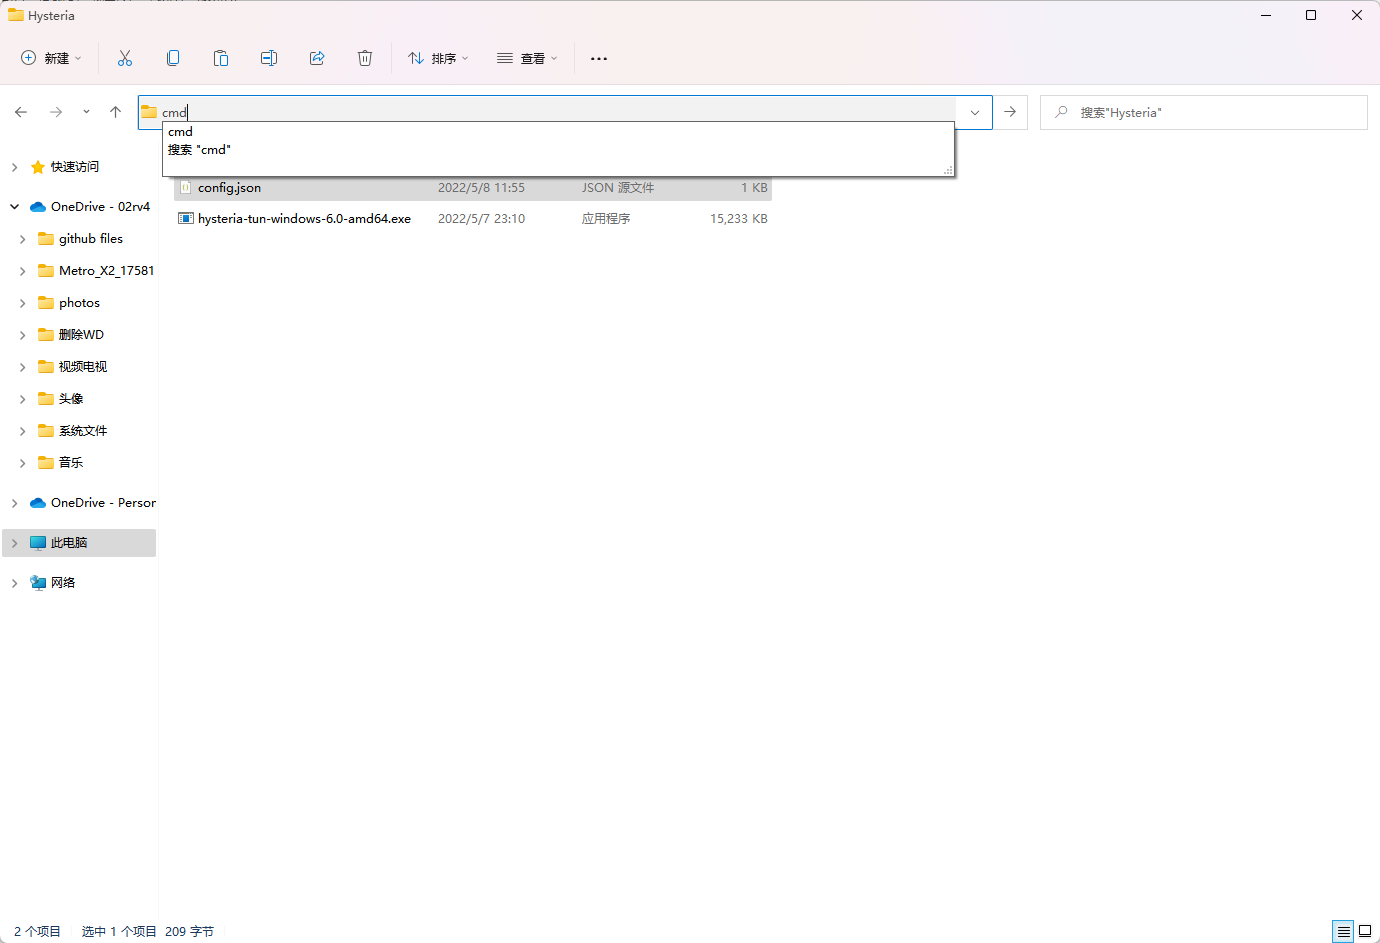 Hysteria
新建
排序
查看
cmd
搜索"Hysteria"
cmd
搜索 "cmd"
快速访问
config.json 2022/5/8 11:55 JSON 源文件 1 KB
OneDrive - 02rv4
hysteria-tun-windows-6.0-amd64.exe 2022/5/7 23:10 应用程序 15,233 KB
github files
Metro_X2_17581
photos
删除WD
视频电视
头像
系统文件
音乐
OneDrive - Person
此电脑
网络
2 个项目 选中 1 个项目 209 字节